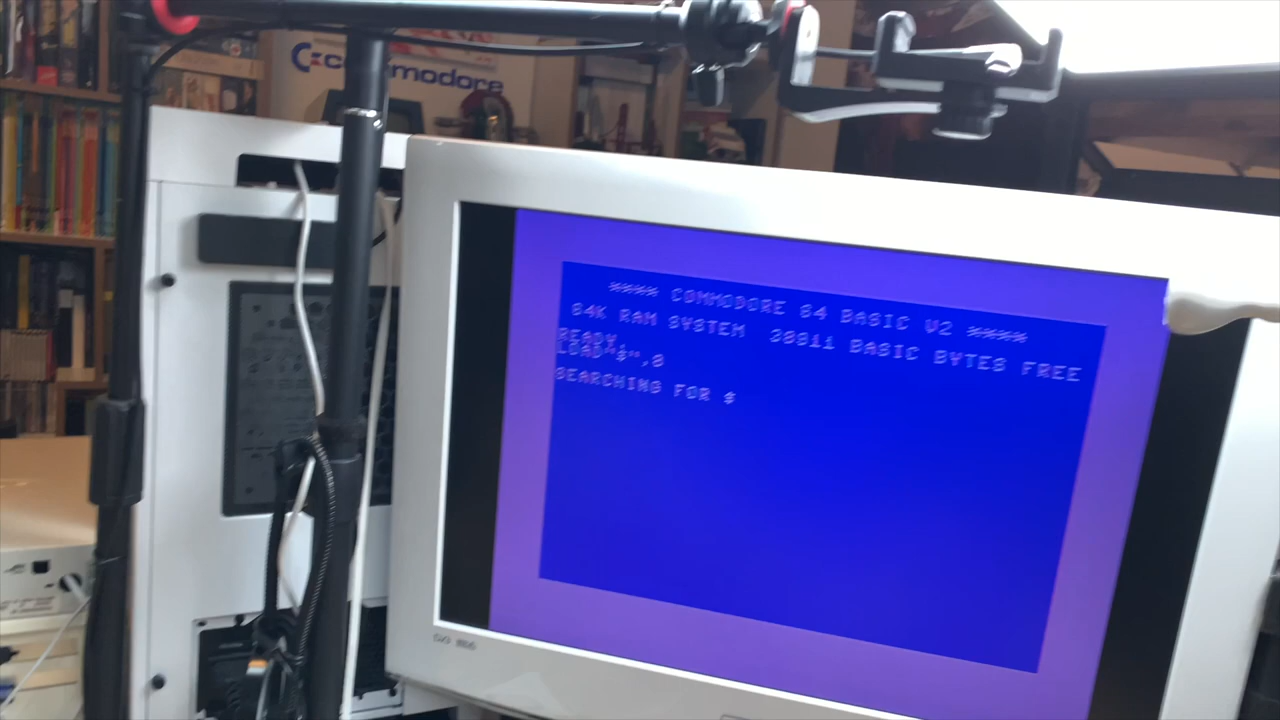 commodore
**** COMMODORE 64 BASIC V2 ****
64K RAM SYSTEM 38911 BASIC BYTES FREE
READY.
LOAD"$",8
SEARCHING FOR $